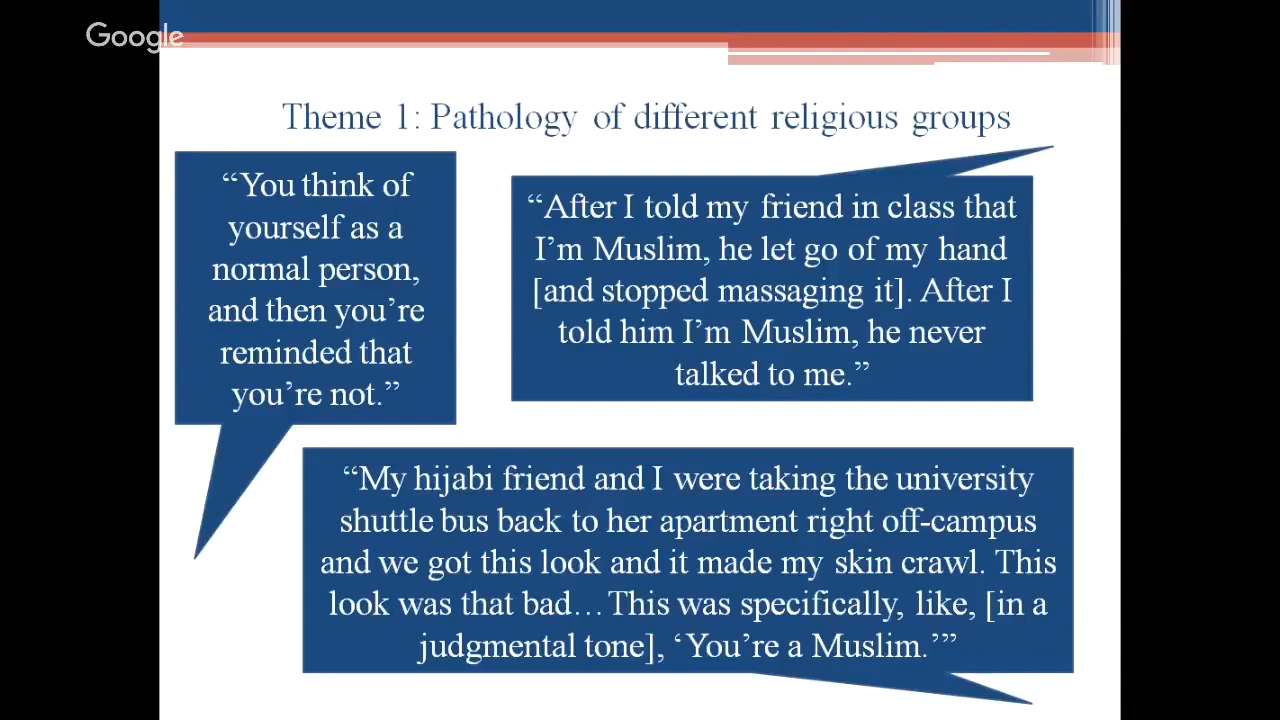 Google
Theme 1: Pathology of different religious groups
“You think of
yourself as a
normal person,
and then you’re
reminded that
you’re not.”
“After I told my friend in class that
I’m Muslim, he let go of my hand
[and stopped massaging it]. After I
told him I’m Muslim, he never
talked to me.”
“My hijabi friend and I were taking the university
shuttle bus back to her apartment right off-campus
and we got this look and it made my skin crawl. This
look was that bad…This was specifically, like, [in a
judgmental tone], ‘You’re a Muslim.’”